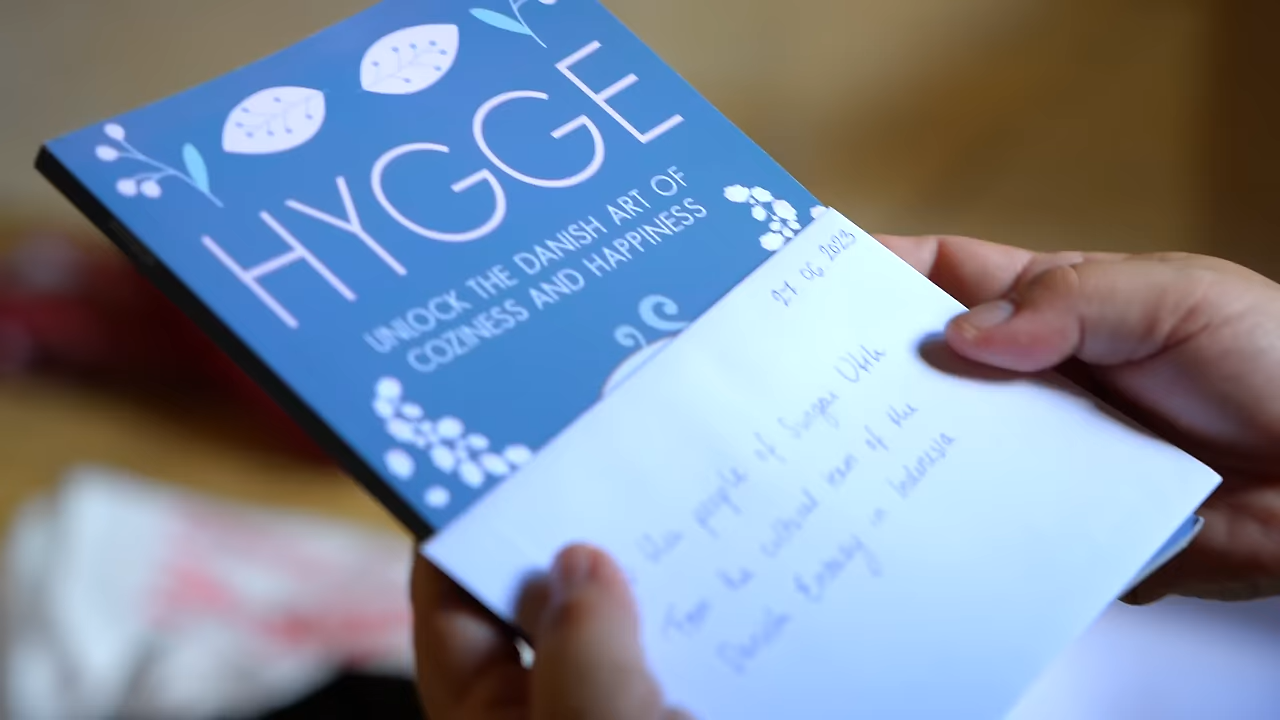 HYGGE
UNLOCK THE DANISH ART OF
COZINESS AND HAPPINESS
27.06.2023
the people of Sungai Utik
From the cultural team of the
Danish Embassy in Indonesia